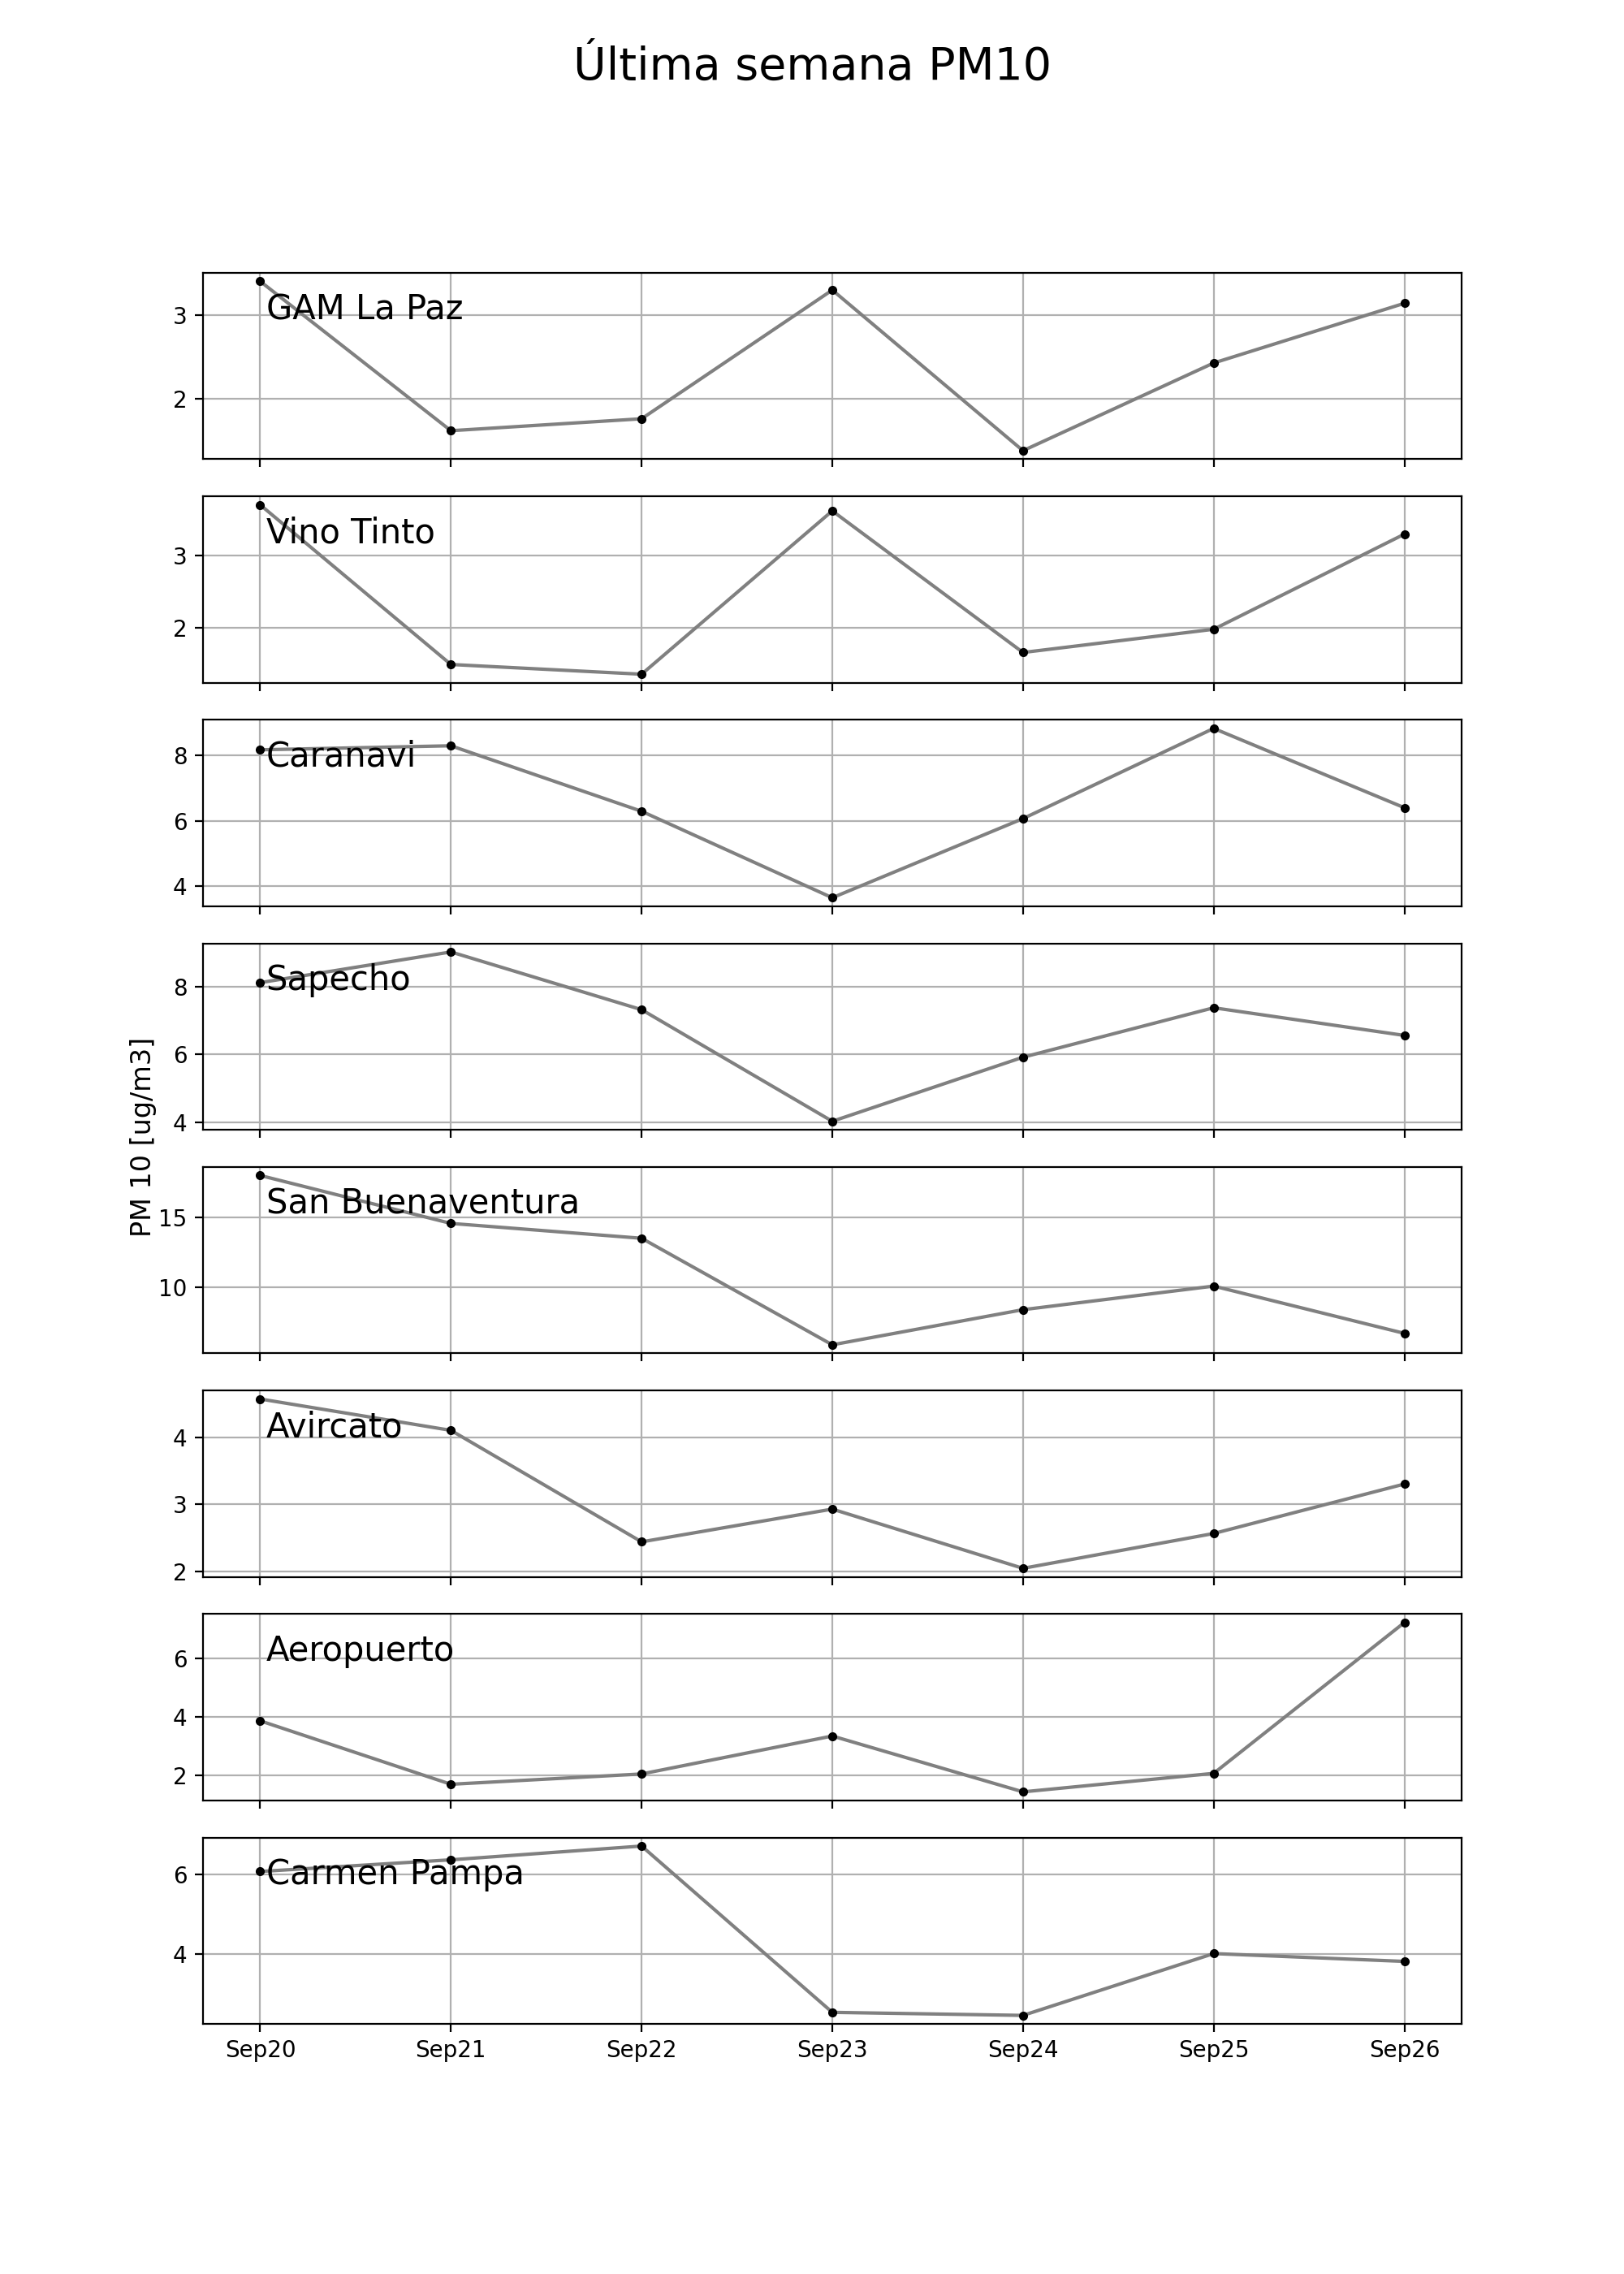 Última semana PM10
GAM La Paz
3
2
Vino Tinto
3
2
Caranavi
8
6
4
Sapecho
8
6
4
PM 10 [ug/m3]
San Buenaventura
15
10
Avircato
4
3
2
Aeropuerto
6
4
2
Carmen Pampa
6
4
Sep20 Sep21 Sep22 Sep23 Sep24 Sep25 Sep26